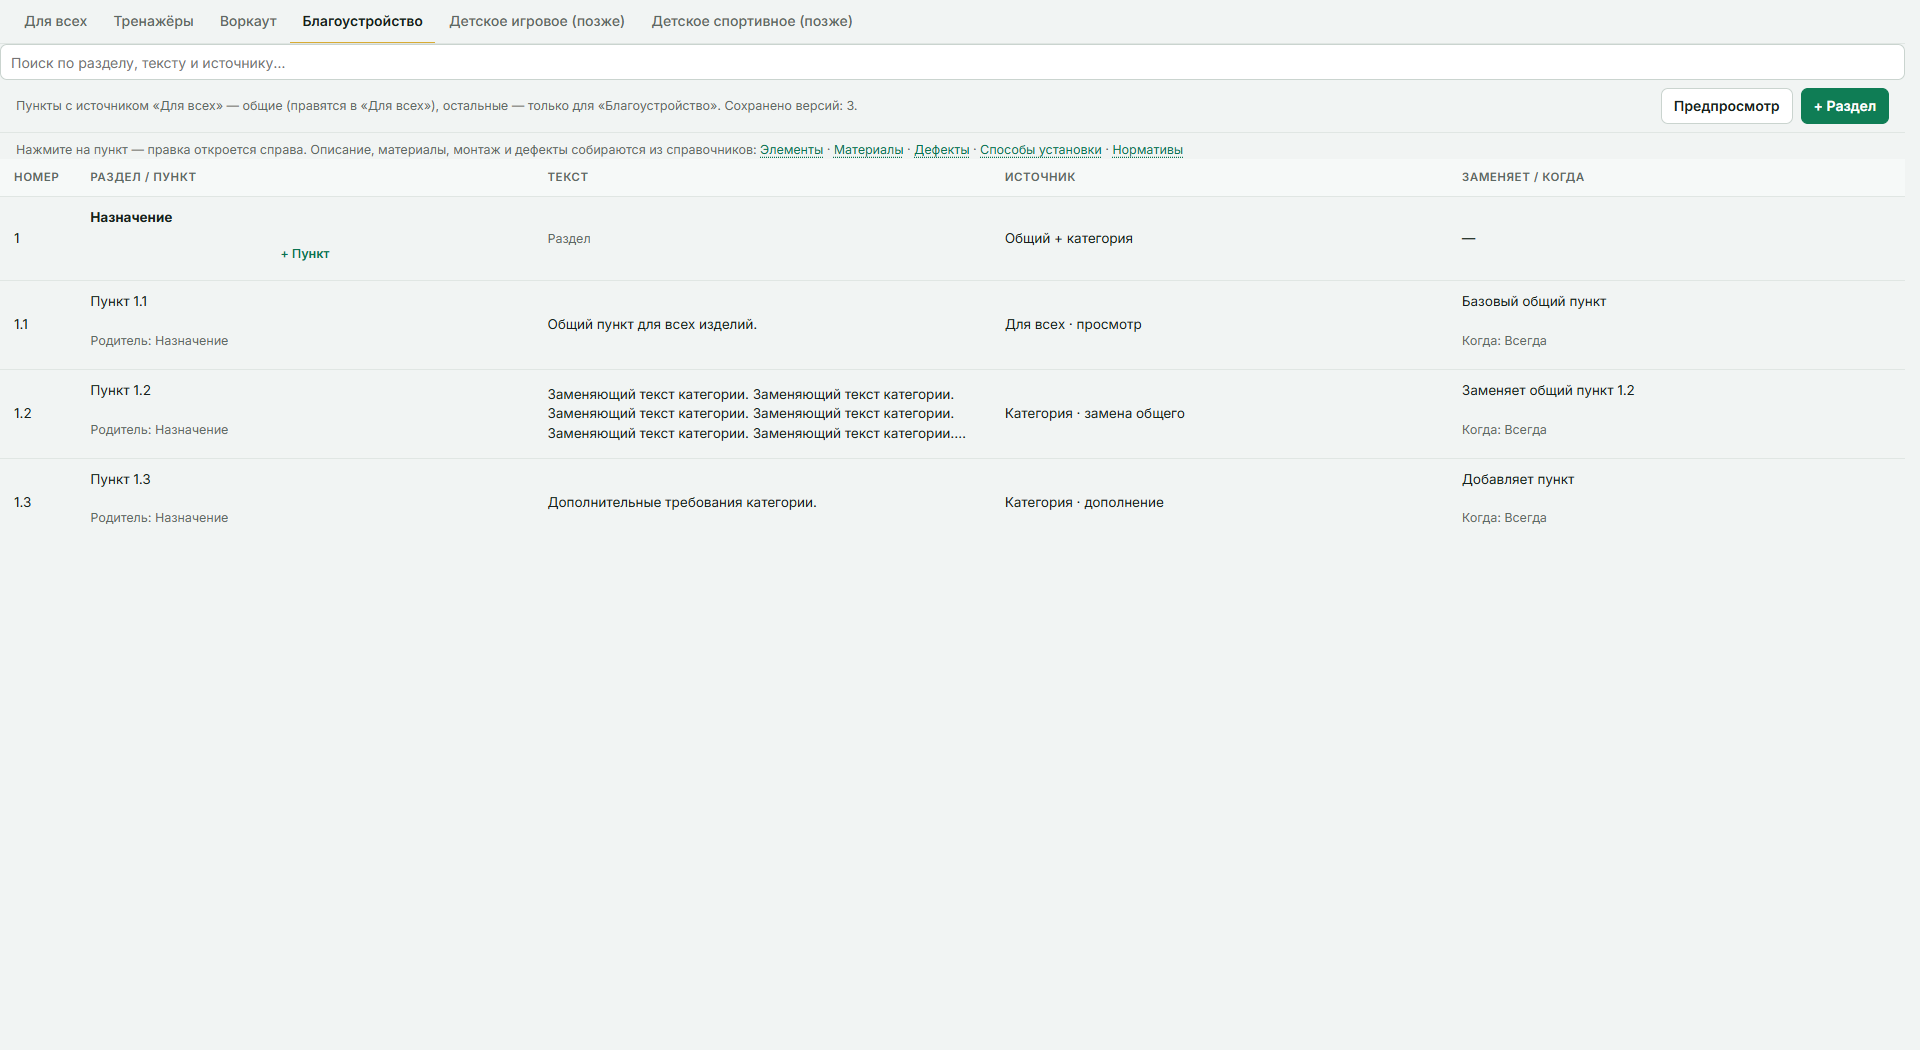 Для всех Тренажёры Воркаут Благоустройство Детское игровое (позже) Детское спортивное (позже)
Поиск по разделу, тексту и источнику...
Пункты с источником «Для всех» — общие (правятся в «Для всех»), остальные — только для «Благоустройство». Сохранено версий: 3.
Предпросмотр + Раздел
Нажмите на пункт — правка откроется справа. Описание, материалы, монтаж и дефекты собираются из справочников: Элементы · Материалы · Дефекты · Способы установки · Нормативы
НОМЕР РАЗДЕЛ / ПУНКТ ТЕКСТ ИСТОЧНИК ЗАМЕНЯЕТ / КОГДА
1
Назначение
+ Пункт
Раздел
Общий + категория
—
1.1
Пункт 1.1
Родитель: Назначение
Общий пункт для всех изделий.
Для всех · просмотр
Базовый общий пункт
Когда: Всегда
1.2
Пункт 1.2
Родитель: Назначение
Заменяющий текст категории. Заменяющий текст категории.
Заменяющий текст категории. Заменяющий текст категории.
Заменяющий текст категории. Заменяющий текст категории....
Категория · замена общего
Заменяет общий пункт 1.2
Когда: Всегда
1.3
Пункт 1.3
Родитель: Назначение
Дополнительные требования категории.
Категория · дополнение
Добавляет пункт
Когда: Всегда